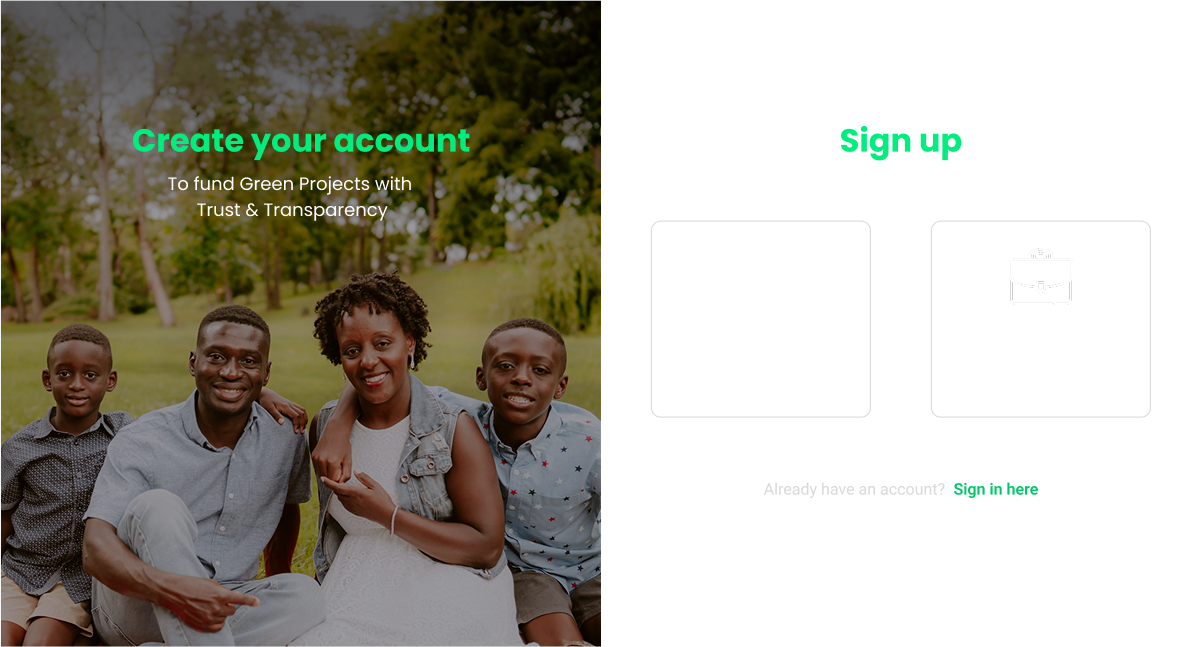 Create your account
To fund Green Projects with
Trust & Transparency
Sign up
Already have an account? Sign in here